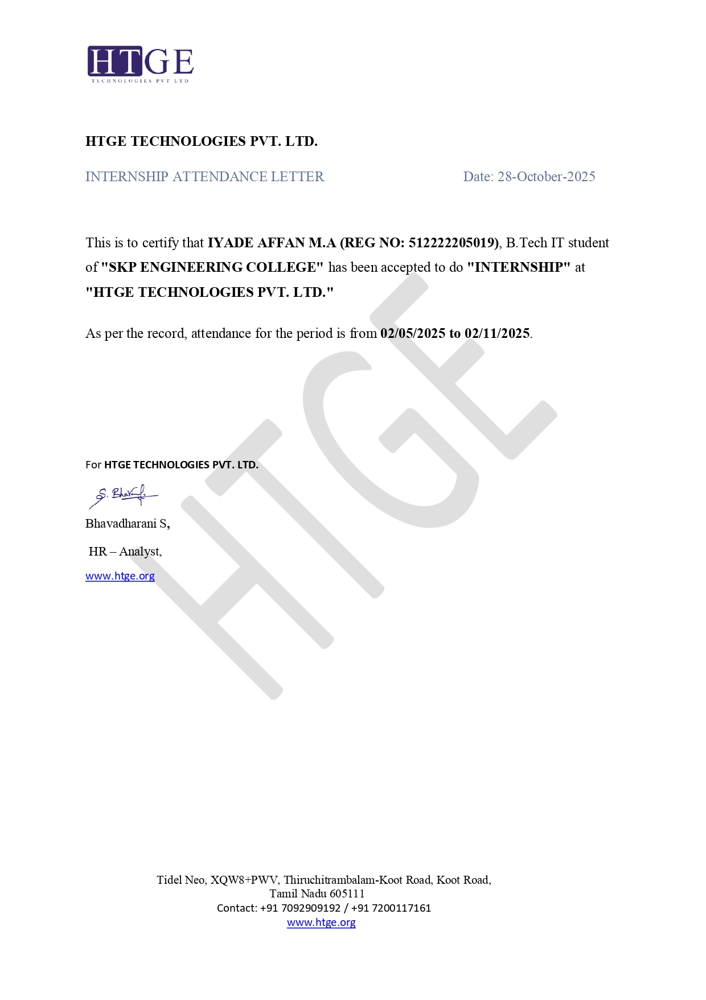 HTGE
TECHNOLOGIES PVT LTD
HTGE TECHNOLOGIES PVT. LTD.
INTERNSHIP ATTENDANCE LETTER Date: 28-October-2025
This is to certify that IYADE AFFAN M.A (REG NO: 512222205019), B.Tech IT student
of "SKP ENGINEERING COLLEGE" has been accepted to do "INTERNSHIP" at
"HTGE TECHNOLOGIES PVT. LTD."
As per the record, attendance for the period is from 02/05/2025 to 02/11/2025.
HTGE
For HTGE TECHNOLOGIES PVT. LTD.
Bhavadharani S,
HR – Analyst,
www.htge.org
Tidel Neo, XQW8+PWV, Thiruchitrambalam-Koot Road, Koot Road,
Tamil Nadu 605111
Contact: +91 7092909192 / +91 7200117161
www.htge.org